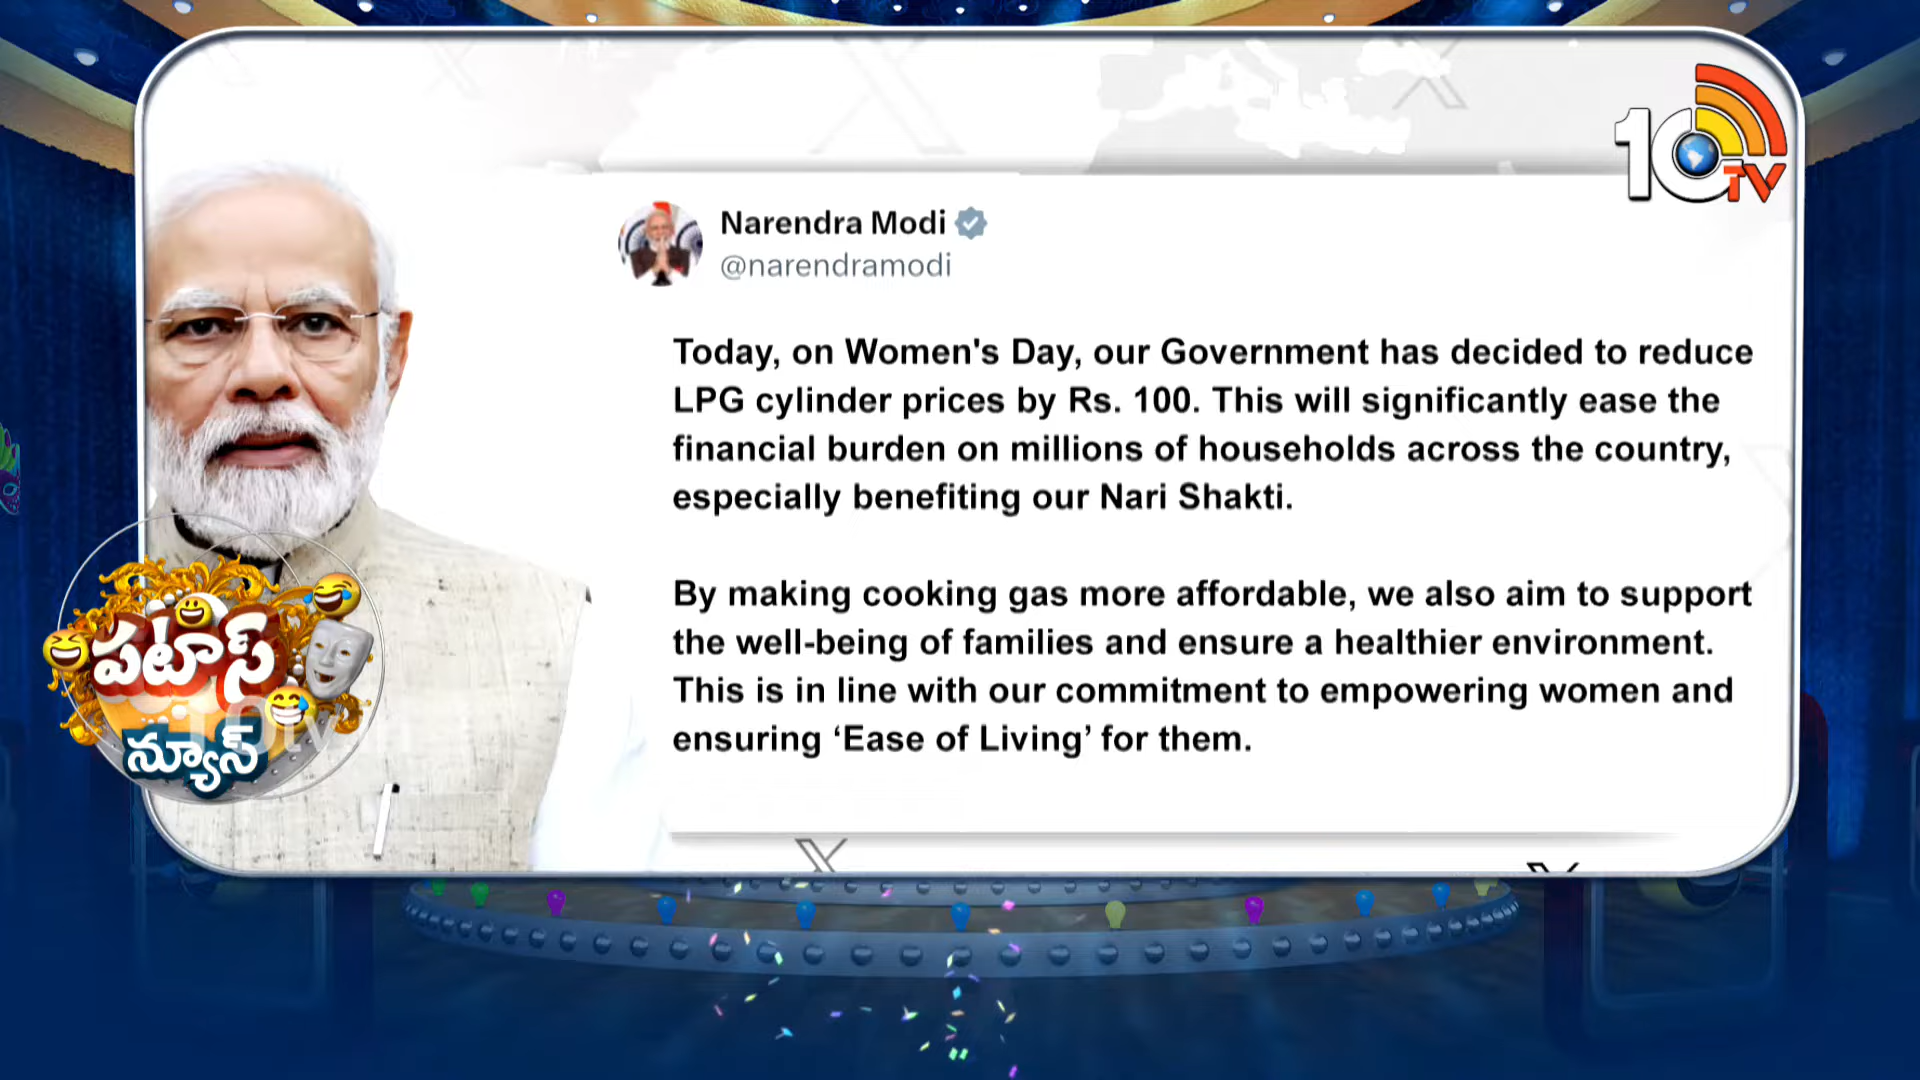 10TV
Narendra Modi
@narendramodi
Today, on Women's Day, our Government has decided to reduce
LPG cylinder prices by Rs. 100. This will significantly ease the
financial burden on millions of households across the country,
especially benefiting our Nari Shakti.
By making cooking gas more affordable, we also aim to support
the well-being of families and ensure a healthier environment.
This is in line with our commitment to empowering women and
ensuring ‘Ease of Living’ for them.
పటాస్
న్యూస్